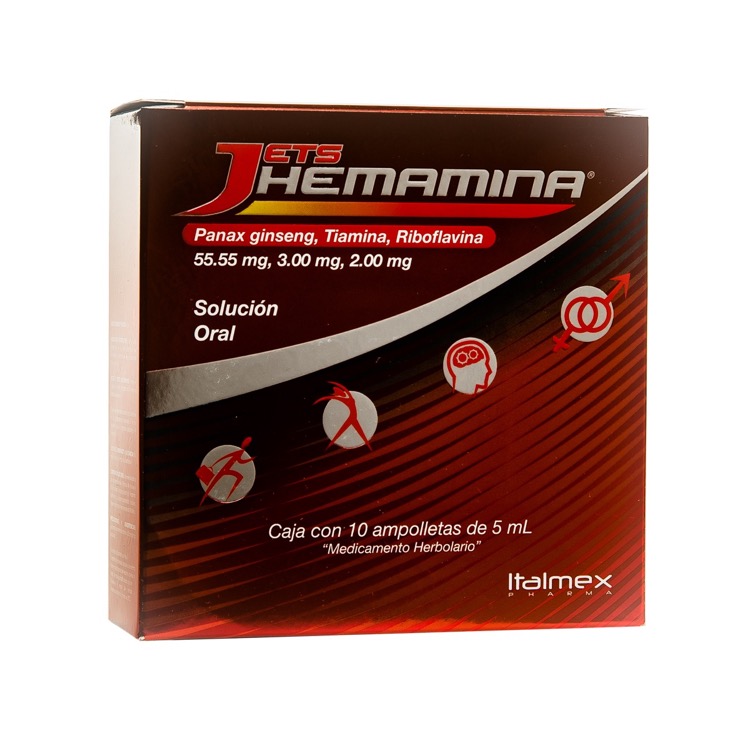 JETS
HEMAMINA®
Panax ginseng, Tiamina, Riboflavina
55.55 mg, 3.00 mg, 2.00 mg
Solución
Oral
Caja con 10 ampolletas de 5 mL
"Medicamento Herbolario"
Italmex
PHARMA